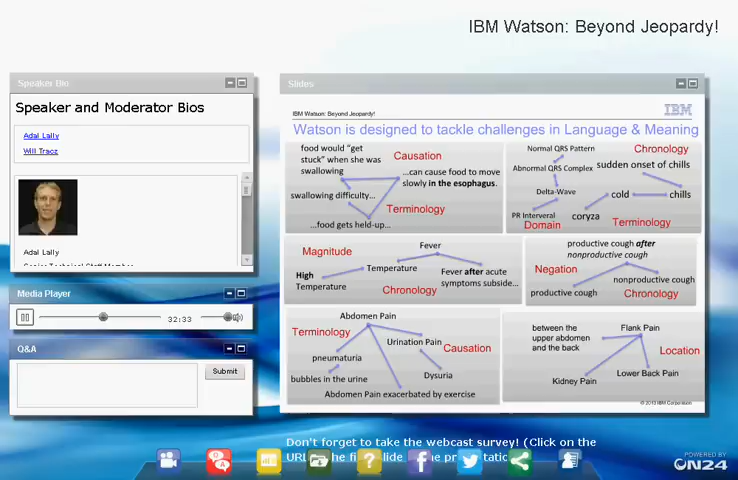 IBM Watson: Beyond Jeopardy!
Speaker Bio
Speaker and Moderator Bios
Adal Lally
Will Tracz
Adal Lally
Senior Technical Staff Member
Media Player
32:33
Q&A
Submit
Slides
IBM Watson: Beyond Jeopardy!
IBM
Watson is designed to tackle challenges in Language & Meaning
food would "get
stuck" when she was
swallowing
Causation
...can cause food to move
slowly in the esophagus.
swallowing difficulty...
Terminology
...food gets held-up...
Normal QRS Pattern
Chronology
sudden onset of chills
Abnormal QRS Complex
Delta-Wave
cold
chills
PR Interveral
coryza
Domain
Terminology
Magnitude
Fever
High
Temperature
Temperature
Fever after acute
symptoms subside...
Chronology
productive cough after
nonproductive cough
Negation
nonproductive cough
productive cough
Chronology
Abdomen Pain
Terminology
Urination Pain
Causation
pneumaturia
bubbles in the urine
Dysuria
Abdomen Pain exacerbated by exercise
between the
upper abdomen
and the back
Flank Pain
Location
Kidney Pain
Lower Back Pain
© 2013 IBM Corporation
Don't forget to take the webcast survey! (Click on the
URL
POWERED BY
ON24